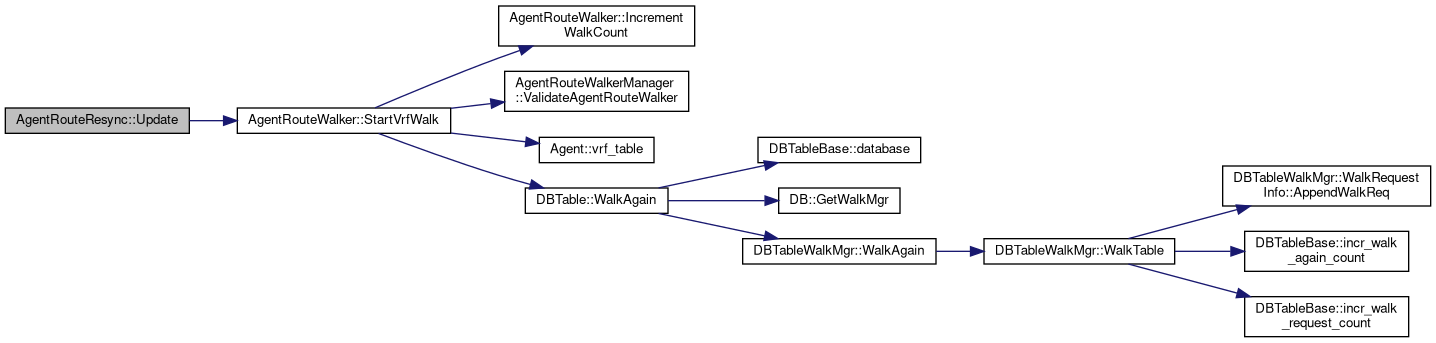 AgentRouteResync::Update
AgentRouteWalker::StartVrfWalk
AgentRouteWalker::Increment
WalkCount
AgentRouteWalkerManager
::ValidateAgentRouteWalker
Agent::vrf_table
DBTable::WalkAgain
DBTableBase::database
DB::GetWalkMgr
DBTableWalkMgr::WalkAgain
DBTableWalkMgr::WalkTable
DBTableWalkMgr::WalkRequest
Info::AppendWalkReq
DBTableBase::incr_walk
_again_count
DBTableBase::incr_walk
_request_count